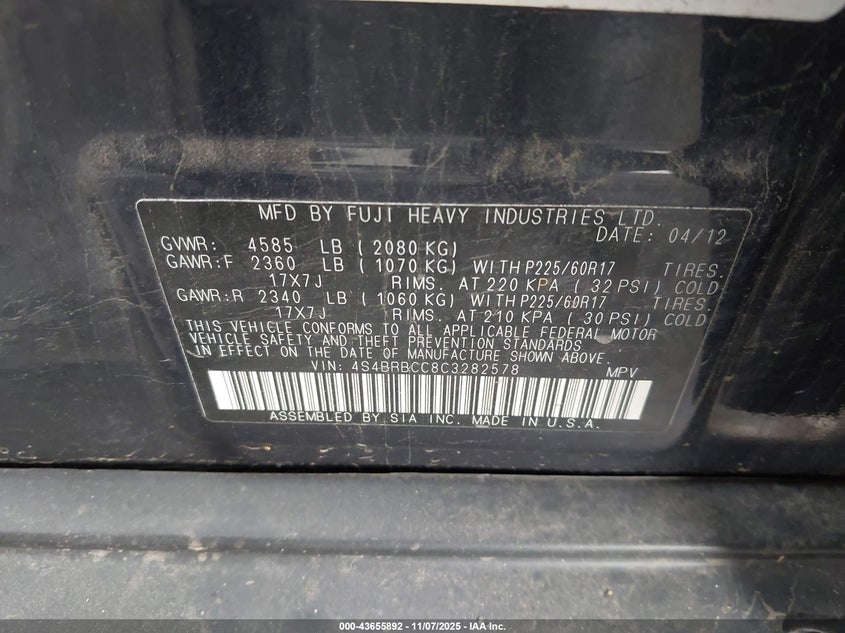 MFD BY FUJI HEAVY INDUSTRIES LTD.
DATE: 04/12
GVWR: 4585 LB ( 2080 KG)
GAWR:F 2360 LB ( 1070 KG) WITH P225/60R17 TIRES.
17X7J RIMS. AT 220 KPA ( 32 PSI) COLD
GAWR:R 2340 LB ( 1060 KG) WITH P225/60R17 TIRES.
17X7J RIMS. AT 210 KPA ( 30 PSI) COLD
THIS VEHICLE CONFORMS TO ALL APPLICABLE FEDERAL MOTOR
VEHICLE SAFETY AND THEFT PREVENTION STANDARDS
IN EFFECT ON THE DATE OF MANUFACTURE SHOWN ABOVE.
VIN: 4S4BRBCC8C3282578 MPV
ASSEMBLED BY SIA INC. MADE IN U.S.A.
000-43655892 - 11/07/2025 - IAA Inc.